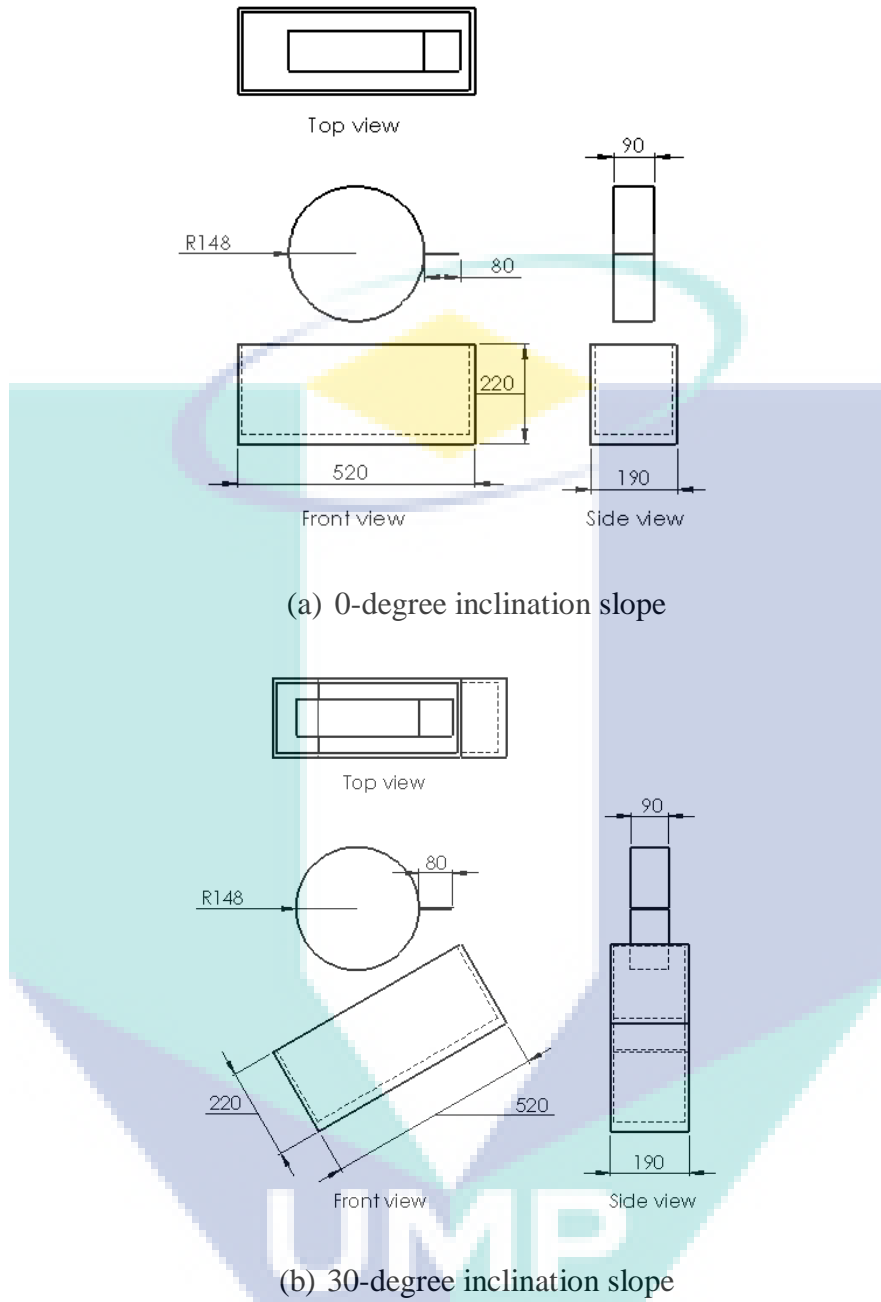 Top view
90
R148
80
220
520
190
Front view
Side view
(a) 0-degree inclination slope
Top view
90
80
R148
220
520
190
Front view
Side view
UMP
(b) 30-degree inclination slope